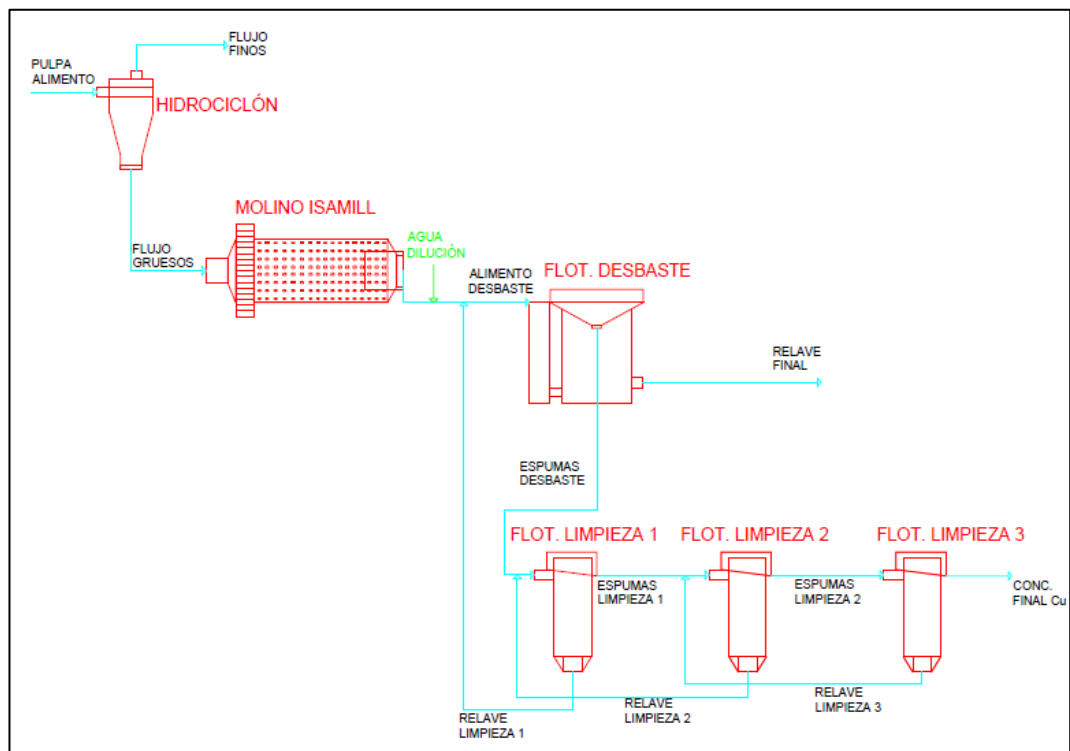 FLUJO
FINOS
PULPA
ALIMENTO
HIDROCICLÓN
MOLINO ISAMILL
AGUA
DILUCIÓN
FLUJO
GRUESOS
ALIMENTO
DESBASTE
FLOT. DESBASTE
RELAVE
FINAL
ESPUMAS
DESBASTE
FLOT. LIMPIEZA 1
FLOT. LIMPIEZA 2
FLOT. LIMPIEZA 3
ESPUMAS
LIMPIEZA 1
ESPUMAS
LIMPIEZA 2
CONC.
FINAL Cu
RELAVE
LIMPIEZA 1
RELAVE
LIMPIEZA 2
RELAVE
LIMPIEZA 3